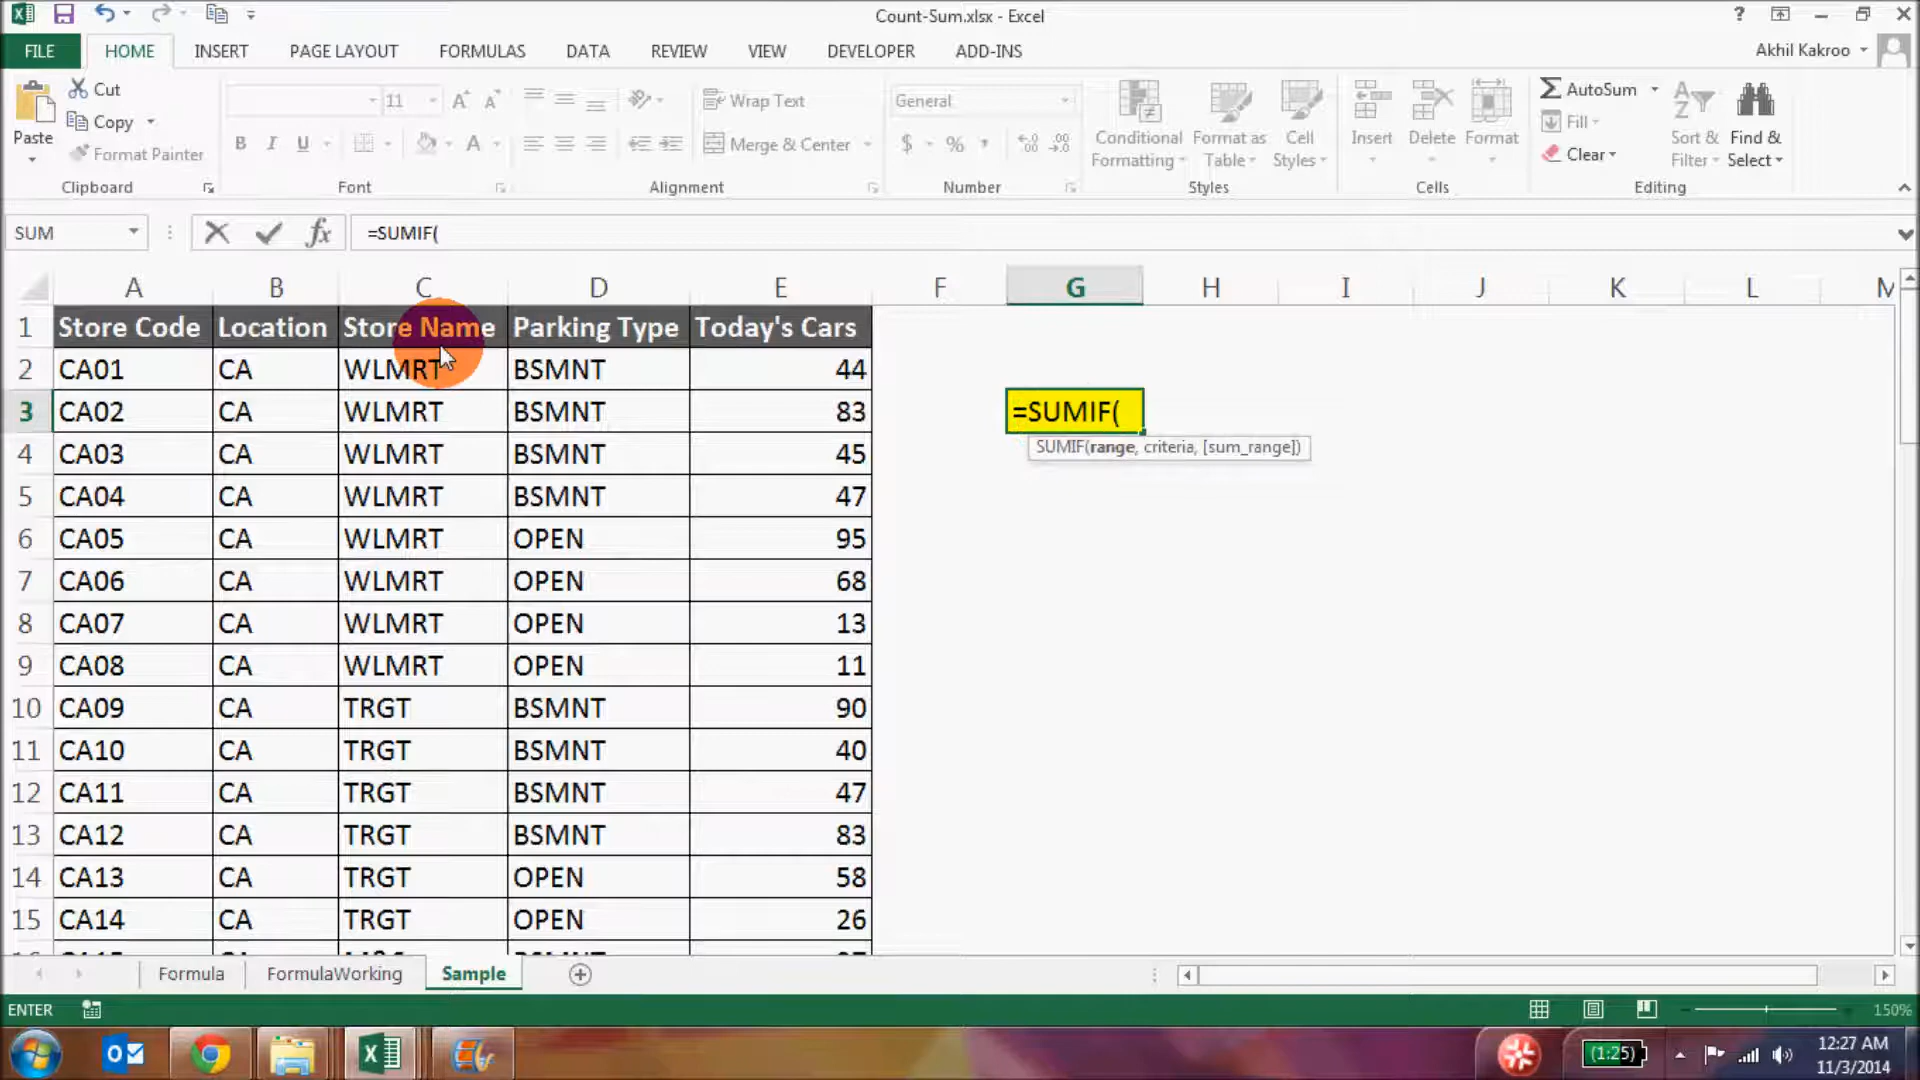 Count-Sum.xlsx - Excel
FILE HOME INSERT PAGE LAYOUT FORMULAS DATA REVIEW VIEW DEVELOPER ADD-INS Akhil Kakroo
Paste Cut Copy Format Painter
Clipboard
11
B I U A
Font
Wrap Text
Merge & Center
Alignment
General
$ % ,
Number
Conditional Formatting
Format as Table
Cell Styles
Styles
Insert Delete Format
Cells
AutoSum
Fill
Clear
Sort & Filter
Find & Select
Editing
SUM fx =SUMIF(
A B C D E F G H I J K L M
1 Store Code Location Store Name Parking Type Today's Cars
2 CA01 CA WLMRT BSMNT 44
3 CA02 CA WLMRT BSMNT 83 =SUMIF(
SUMIF(range, criteria, [sum_range])
4 CA03 CA WLMRT BSMNT 45
5 CA04 CA WLMRT BSMNT 47
6 CA05 CA WLMRT OPEN 95
7 CA06 CA WLMRT OPEN 68
8 CA07 CA WLMRT OPEN 13
9 CA08 CA WLMRT OPEN 11
10 CA09 CA TRGT BSMNT 90
11 CA10 CA TRGT BSMNT 40
12 CA11 CA TRGT BSMNT 47
13 CA12 CA TRGT BSMNT 83
14 CA13 CA TRGT OPEN 58
15 CA14 CA TRGT OPEN 26
Formula FormulaWorking Sample
ENTER 150%
(1:25) 12:27 AM
11/3/2014